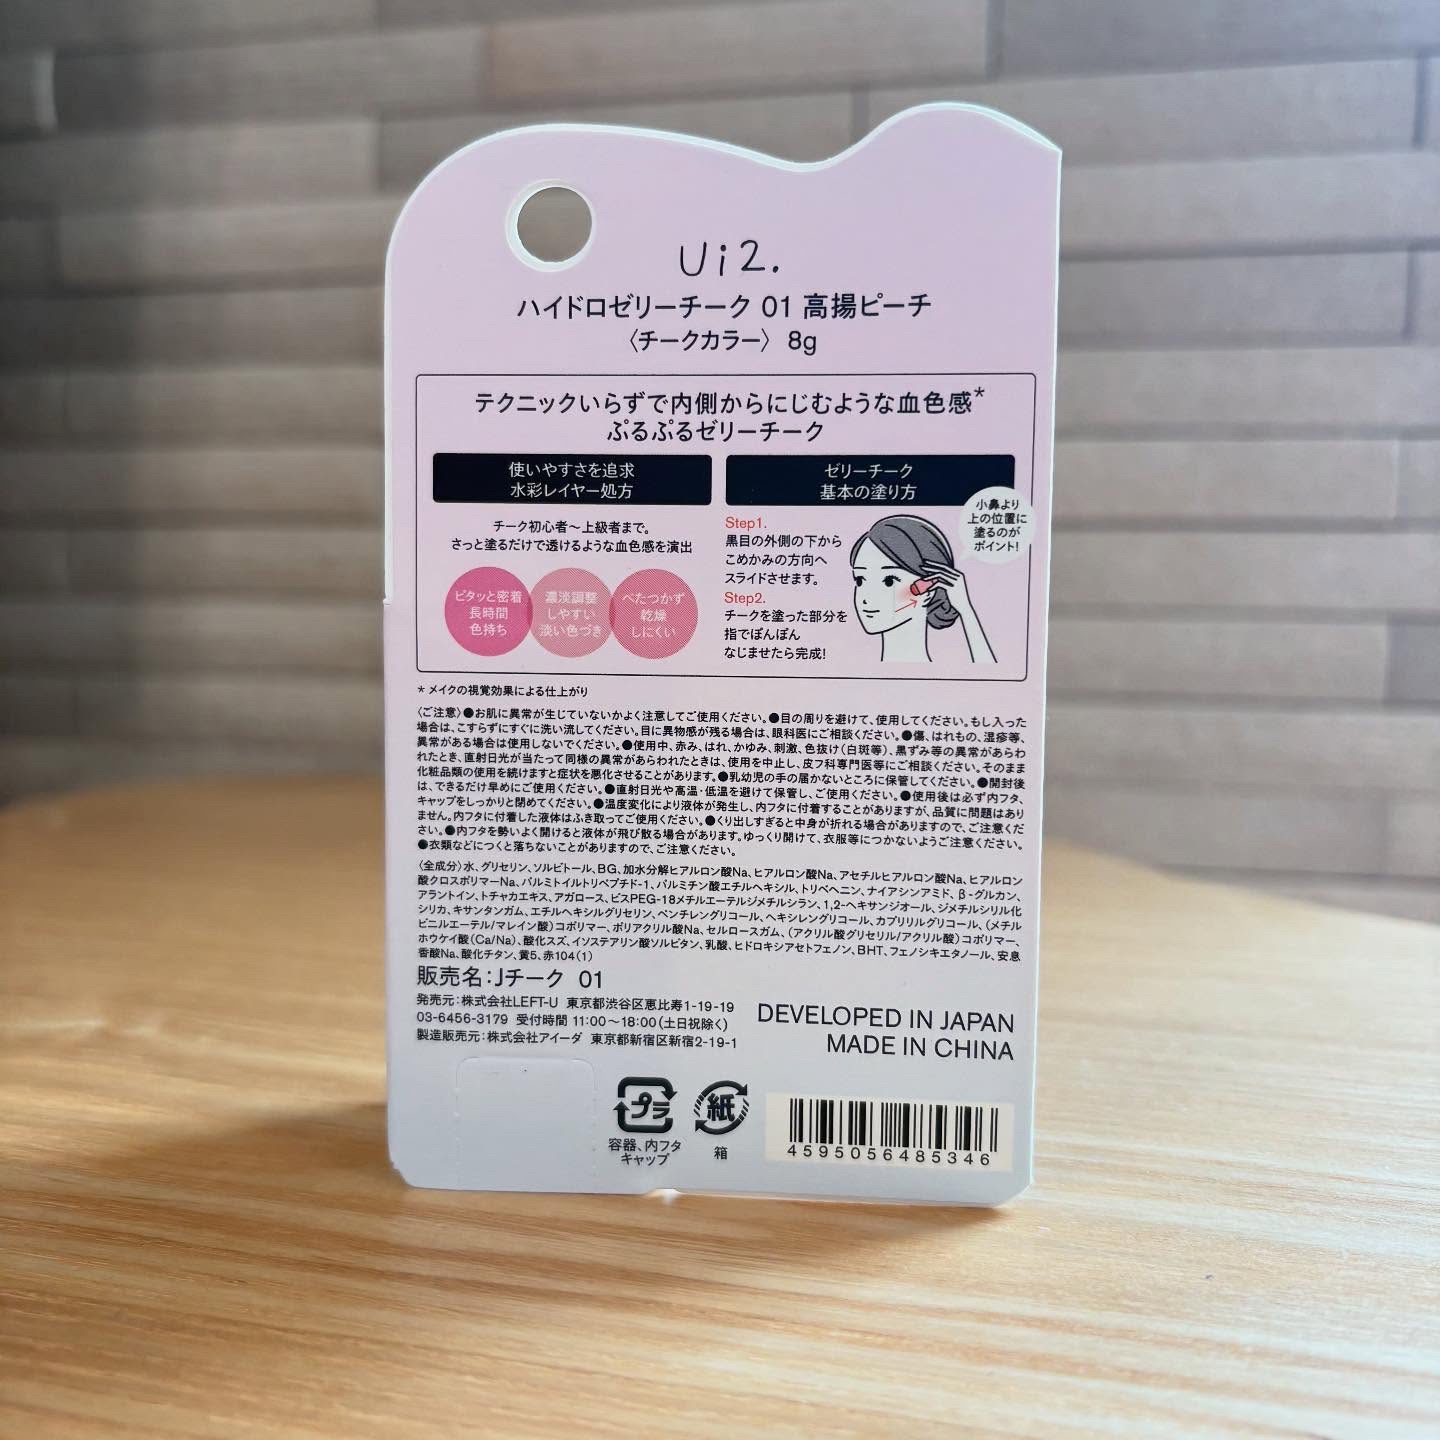 Ui2.
ハイドロゼリーチーク 01 高揚ピーチ
〈チークカラー〉 8g
テクニックいらずで内側からにじむような血色感*
ぷるぷるゼリーチーク
使いやすさを追求
水彩レイヤー処方
チーク初心者～上級者まで。
さっと塗るだけで透けるような血色感を演出
ピタッと密着
長時間
色持ち
濃淡調整
しやすい
淡い色づき
べたつかず
乾燥
しにくい
ゼリーチーク
基本の塗り方
Step1.
黒目の外側の下から
こめかみの方向へ
スライドさせます。
Step2.
チークを塗った部分を
指でぽんぽん
なじませたら完成!
小鼻より
上の位置に
塗るのが
ポイント!
* メイクの視覚効果による仕上がり
〈ご注意〉●お肌に異常が生じていないかよく注意してご使用ください。●目の周りを避けて、使用してください。もし入った
場合は、こすらずにすぐに洗い流してください。目に異物感が残る場合は、眼科医にご相談ください。●傷、はれもの、湿疹等、
異常がある場合は使用しないでください。●使用中、赤み、はれ、かゆみ、刺激、色抜け(白斑等)、黒ずみ等の異常があらわ
れたとき、直射日光が当たって同様の異常があらわれたときは、使用を中止し、皮フ科専門医等にご相談ください。そのまま
化粧品類の使用を続けますと症状を悪化させることがあります。●乳幼児の手の届かないところに保管してください。●開封後
は、できるだけ早めにご使用ください。●直射日光や高温・低温を避けて保管し、ご使用ください。●使用後は必ず内フタ、
キャップをしっかりと閉めてください。●温度変化により液体が発生し、内フタに付着することがありますが、品質に問題はあり
ません。内フタに付着した液体はふき取ってご使用ください。●くり出しすぎると中身が折れる場合がありますので、ご注意くだ
さい。●内フタを勢いよく開けると液体が飛び散る場合があります。ゆっくり開けて、衣服等につかないようご注意ください。
●衣類などにつくと落ちないことがありますので、ご注意ください。
〈全成分〉水、グリセリン、ソルビトール、BG、加水分解ヒアルロン酸Na、ヒアルロン酸Na、アセチルヒアルロン酸Na、ヒアルロン
酸クロスポリマーNa、パルミトイルトリペプチド-1、パルミチン酸エチルヘキシル、トリベヘニン、ナイアシンアミド、β-グルカン、
アラントイン、トチャカエキス、アガロース、ビスPEG-18メチルエーテルジメチルシラン、1,2-ヘキサンジオール、ジメチルシリル化
シリカ、キサンタンガム、エチルヘキシルグリセリン、ペンチレングリコール、ヘキシレングリコール、カプリリルグリコール、(メチル
ビニルエーテル/マレイン酸)コポリマー、ポリアクリル酸Na、セルロースガム、(アクリル酸グリセリル/アクリル酸)コポリマー、
ホウケイ酸(Ca/Na)、酸化スズ、イソステアリン酸ソルビタン、乳酸、ヒドロキシアセトフェノン、BHT、フェノキシエタノール、安息
香酸Na、酸化チタン、黄5、赤104(1)
販売名:Jチーク 01
発売元:株式会社LEFT-U 東京都渋谷区恵比寿1-19-19
03-6456-3179 受付時間 11:00～18:00(土日祝除く)
製造販売元:株式会社アイーダ 東京都新宿区新宿2-19-1
DEVELOPED IN JAPAN
MADE IN CHINA
プラ
容器、内フタ
キャップ
紙
箱
4595056485346